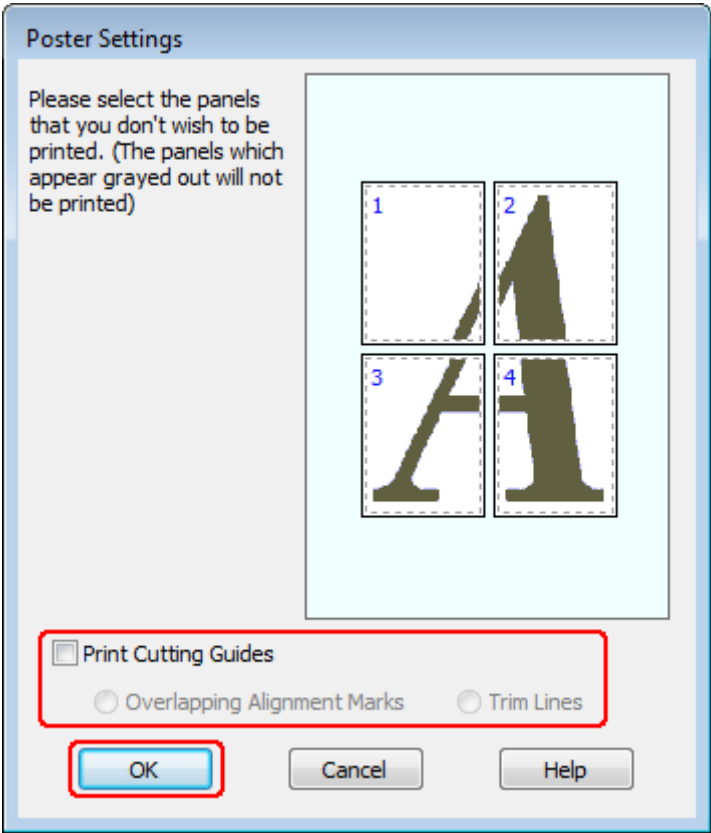 Poster Settings
Please select the panels
that you don't wish to be
printed. (The panels which
appear grayed out will not
be printed)
1
2
3
4
Print Cutting Guides
Overlapping Alignment Marks
Trim Lines
OK
Cancel
Help